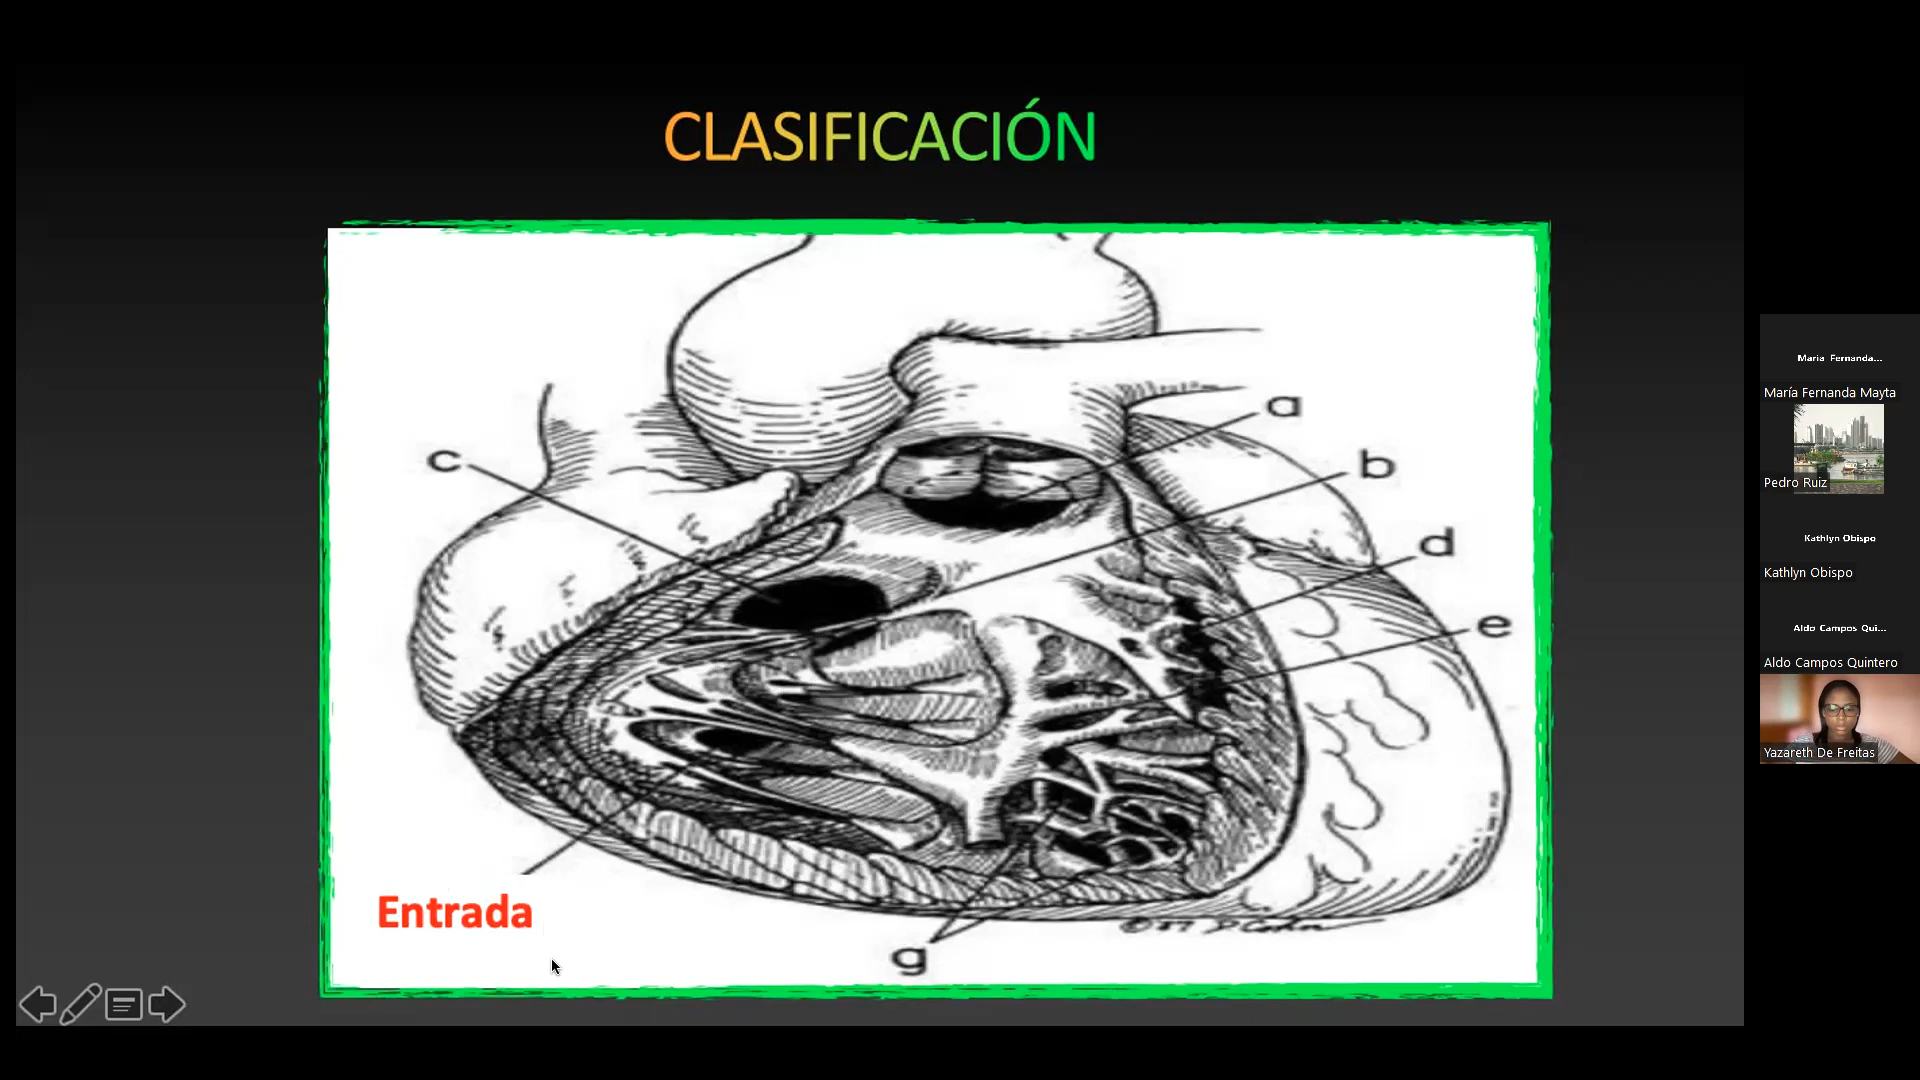 CLASIFICACIÓN
a
c
b
d
e
Entrada
g
Maria Fernanda...
María Fernanda Mayta
Pedro Ruiz
Kathlyn Obispo
Kathlyn Obispo
Aldo Campos Qui...
Aldo Campos Quintero
Yazareth De Freitas